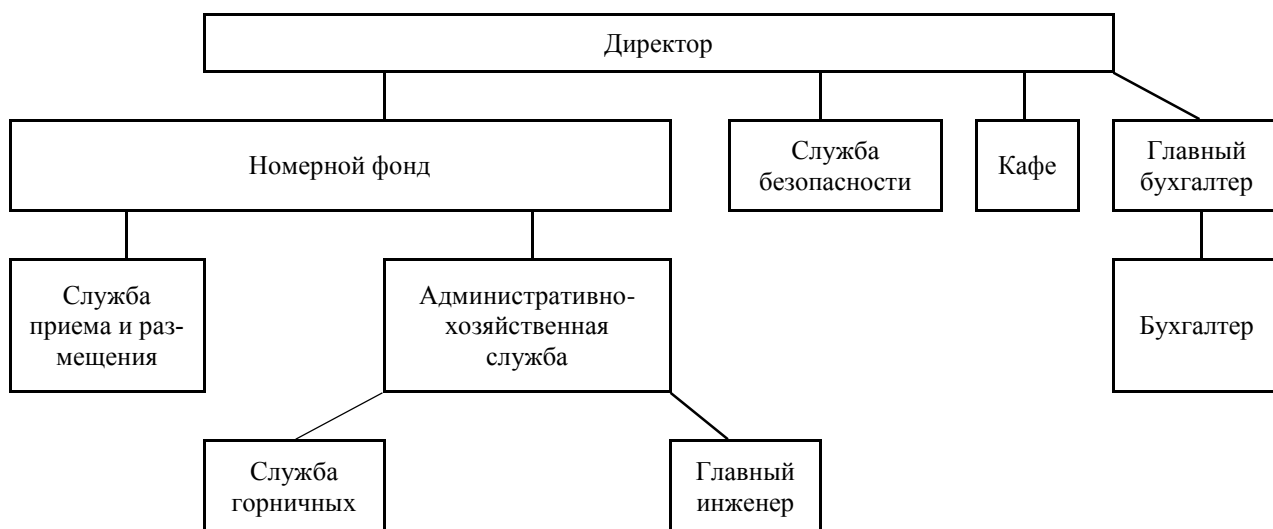 Директор
Номерной фонд
Служба
безопасности
Кафе
Главный
бухгалтер
Служба
приема и раз-
мещения
Административно-
хозяйственная
служба
Бухгалтер
Служба
горничных
Главный
инженер